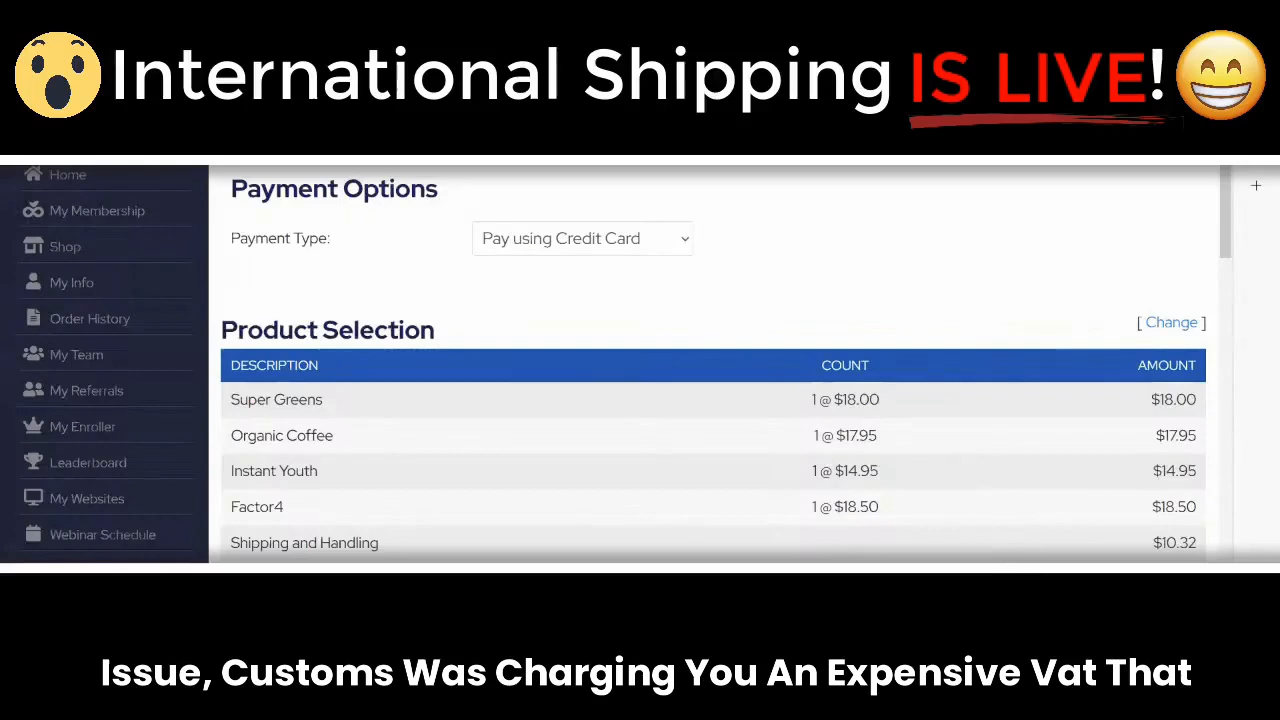 International Shipping IS LIVE!
Home
My Membership
Shop
My Info
Order History
My Team
My Referrals
My Enroller
Leaderboard
My Websites
Webinar Schedule
Payment Options
Payment Type: Pay using Credit Card
Product Selection [ Change ]
DESCRIPTION COUNT AMOUNT
Super Greens 1 @ $18.00 $18.00
Organic Coffee 1 @ $17.95 $17.95
Instant Youth 1 @ $14.95 $14.95
Factor4 1 @ $18.50 $18.50
Shipping and Handling $10.32
Issue, Customs Was Charging You An Expensive Vat That